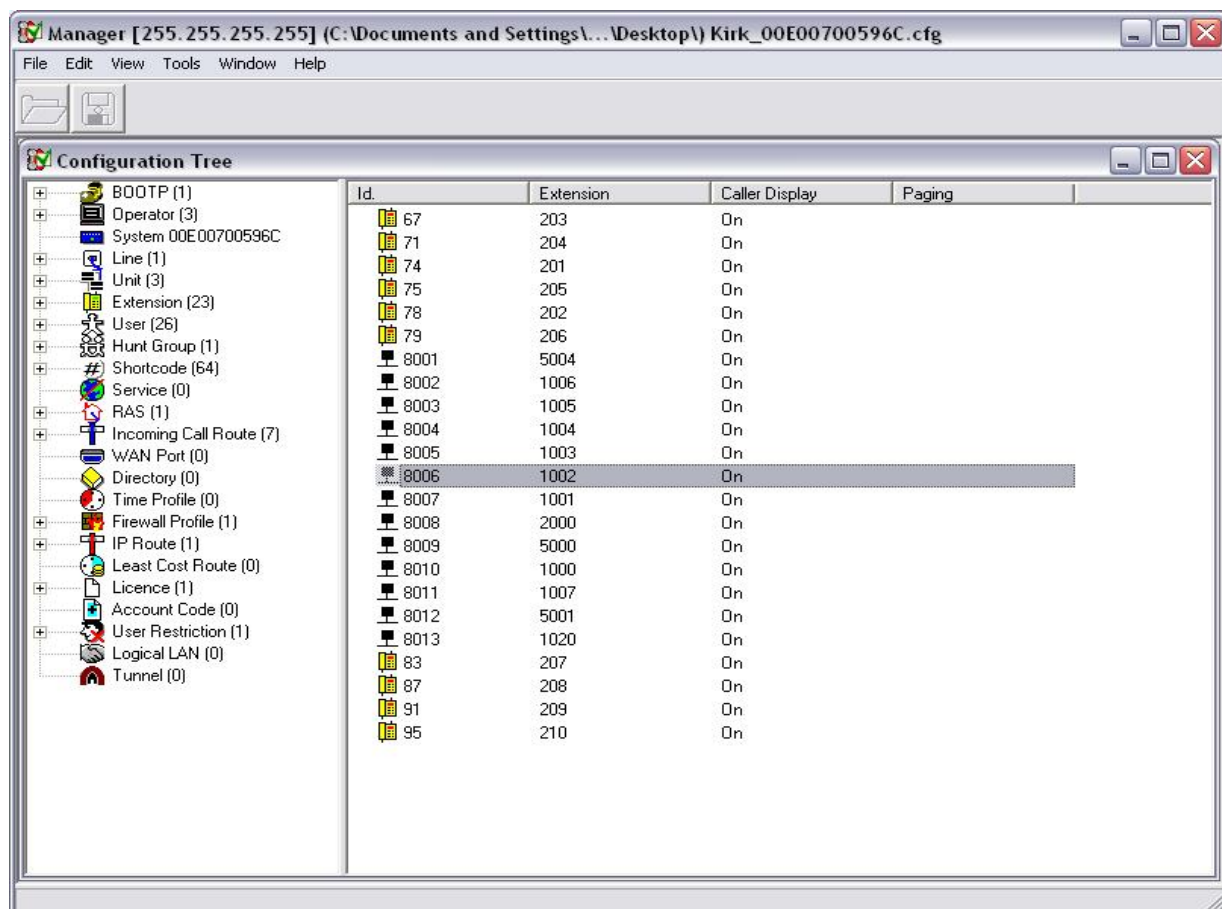 Manager [255.255.255.255] (C:\Documents and Settings\...\Desktop\) Kirk_00E00700596C.cfg
File Edit View Tools Window Help
Configuration Tree
BOOTP (1)
Operator (3)
System 00E00700596C
Line (1)
Unit (3)
Extension (23)
User (26)
Hunt Group (1)
Shortcode (64)
Service (0)
RAS (1)
Incoming Call Route (7)
WAN Port (0)
Directory (0)
Time Profile (0)
Firewall Profile (1)
IP Route (1)
Least Cost Route (0)
Licence (1)
Account Code (0)
User Restriction (1)
Logical LAN (0)
Tunnel (0)
Id. Extension Caller Display Paging
67 203 On
71 204 On
74 201 On
75 205 On
78 202 On
79 206 On
8001 5004 On
8002 1006 On
8003 1005 On
8004 1004 On
8005 1003 On
8006 1002 On
8007 1001 On
8008 2000 On
8009 5000 On
8010 1000 On
8011 1007 On
8012 5001 On
8013 1020 On
83 207 On
87 208 On
91 209 On
95 210 On